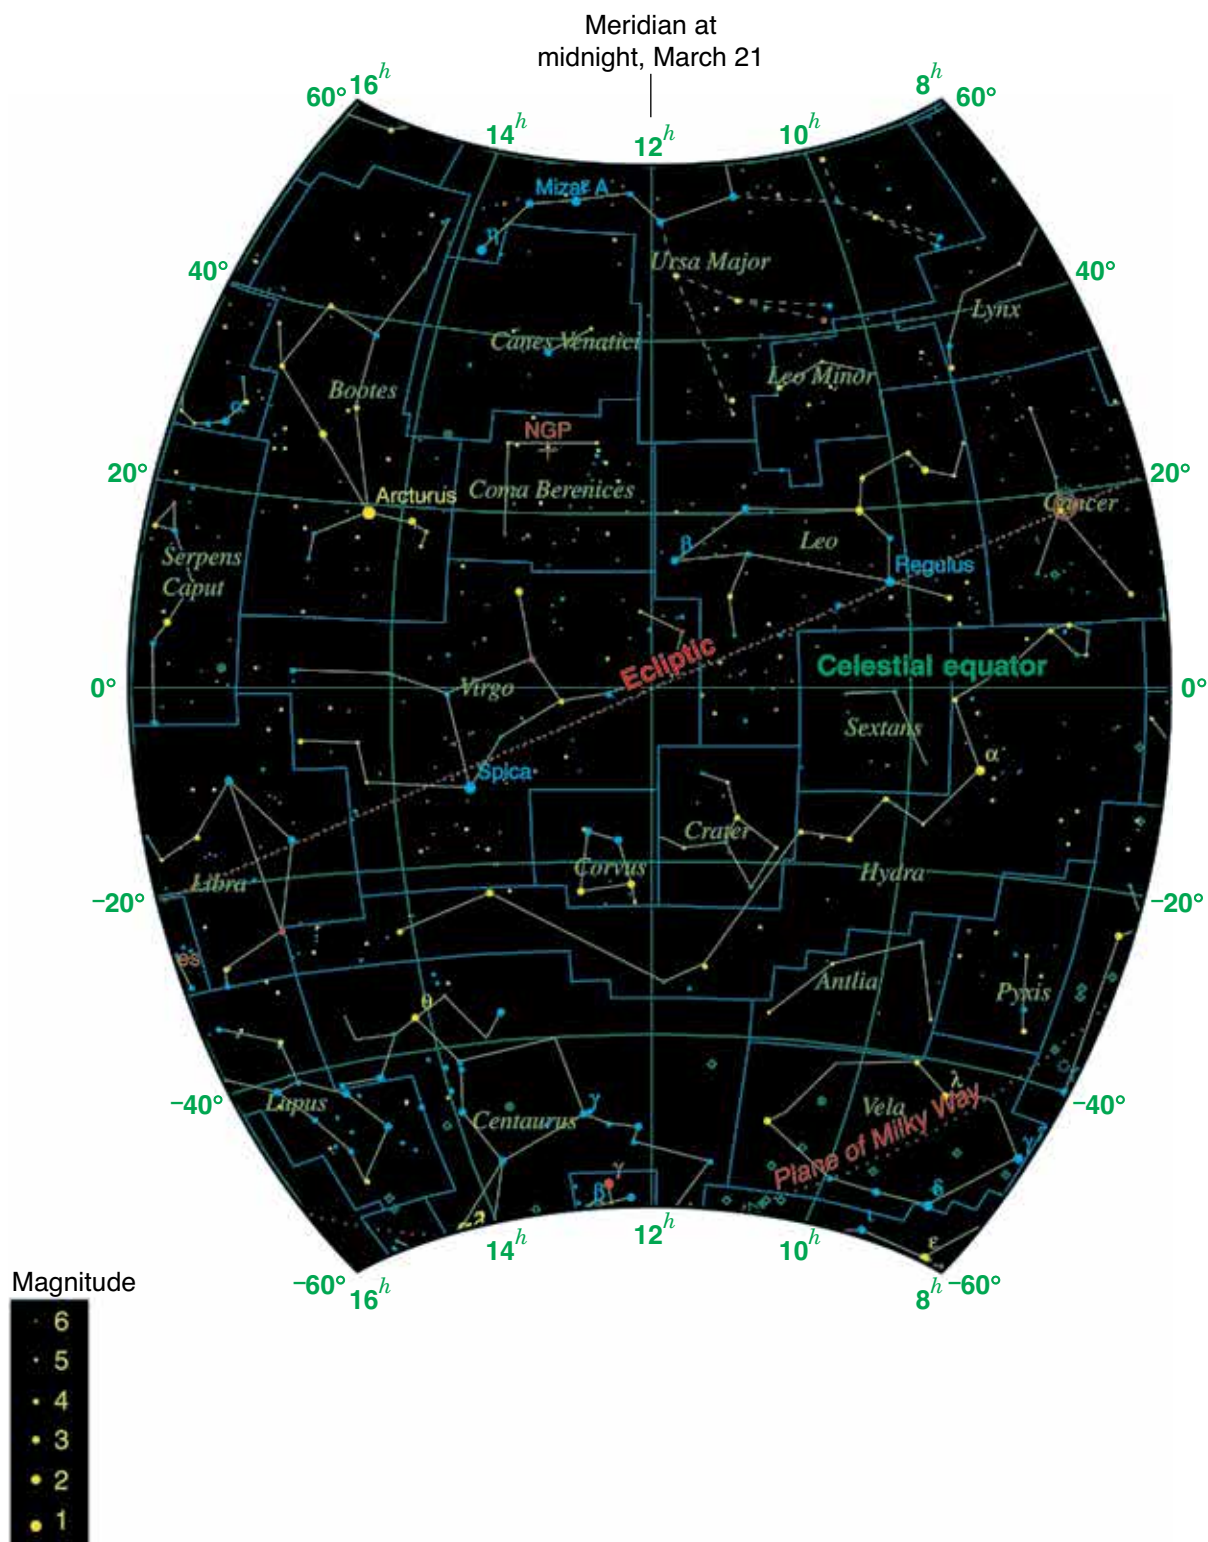 Meridian at
midnight, March 21
60° 16h
8h 60°
14h
12h
10h
Mizar A
η
Ursa Major
40°
40°
Lynx
Canes Venatici
Leo Minor
Bootes
α
NGP
20°
20°
Arcturus
Coma Berenices
Cancer
β
Leo
Serpens
Caput
Regulus
Ecliptic
Celestial equator
0°
Virgo
0°
Sextans
α
Spica
Crater
Corvus
Hydra
Libra
−20°
−20°
es
Antlia
Pyxis
θ
λ
−40°
Lupus
Centaurus
γ
Vela
−40°
Plane of Milky Way
γ
γ
β
δ
ι
ε
14h
12h
10h
−60° 16h
8h −60°
Magnitude
6
5
4
3
2
1